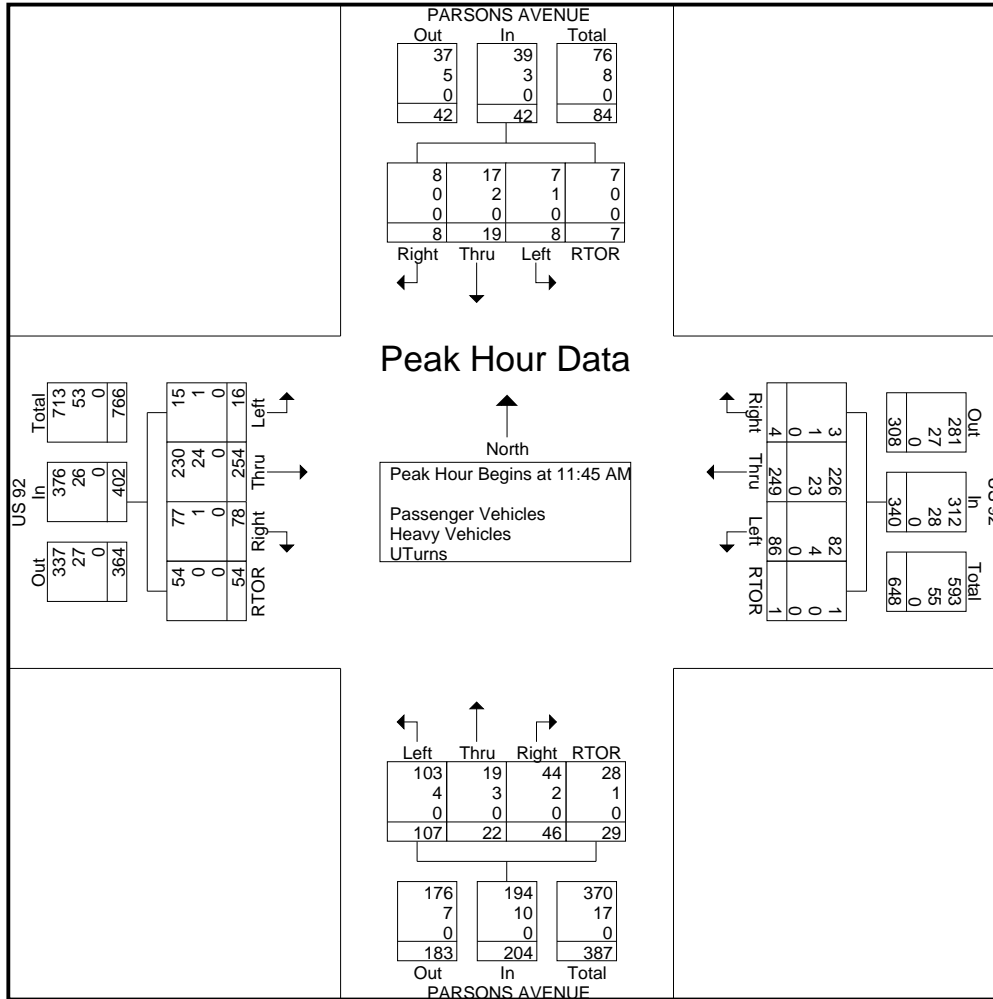 PARSONS AVENUE
Out In Total
37 39 76
5 3 8
0 0 0
42 42 84
8 17 7 7
0 2 1 0
0 0 0 0
8 19 8 7
Right Thru Left RTOR
Peak Hour Data
North
Peak Hour Begins at 11:45 AM
Passenger Vehicles
Heavy Vehicles
UTurns
US 92
Out In Total
337 376 713
27 26 53
0 0 0
364 402 766
RTOR Right Thru Left
54 77 230 15
0 1 24 1
0 0 0 0
54 78 254 16
US 92
Out In Total
281 312 593
27 28 55
0 0 0
308 340 648
3 226 82 1
1 23 4 0
0 0 0 0
4 249 86 1
Right Thru Left RTOR
Left Thru Right RTOR
103 19 44 28
4 3 2 1
0 0 0 0
107 22 46 29
176 194 370
7 10 17
0 0 0
183 204 387
Out In Total
PARSONS AVENUE